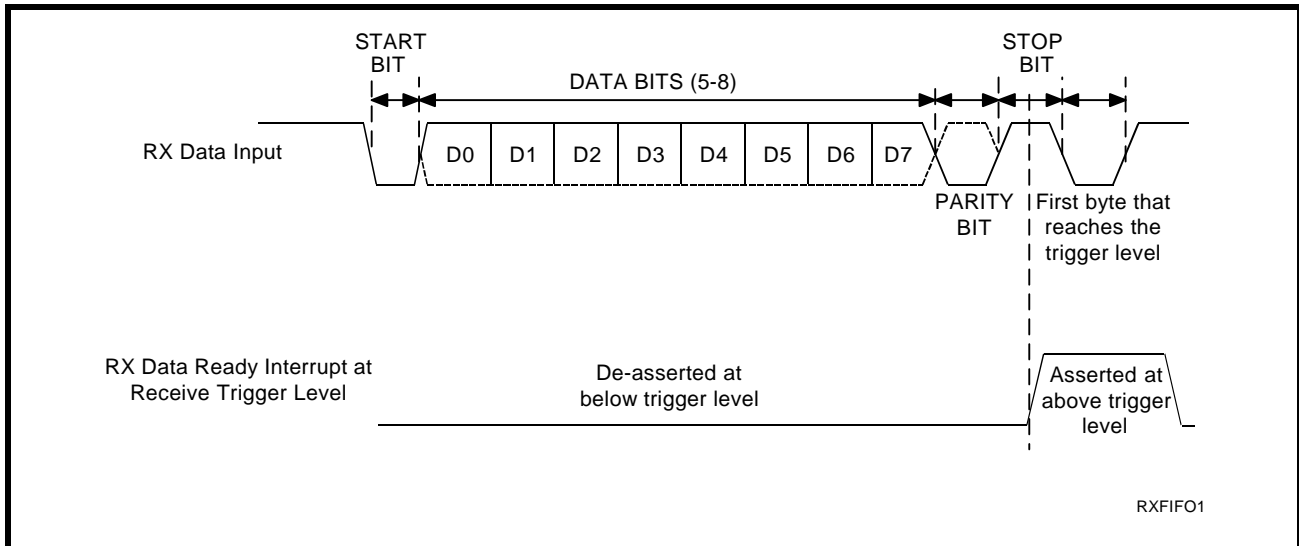 START
BIT
STOP
BIT
DATA BITS (5-8)
RX Data Input
D0 D1 D2 D3 D4 D5 D6 D7
PARITY
BIT
First byte that
reaches the
trigger level
RX Data Ready Interrupt at
Receive Trigger Level
De-asserted at
below trigger level
Asserted at
above trigger
level
RXFIFO1